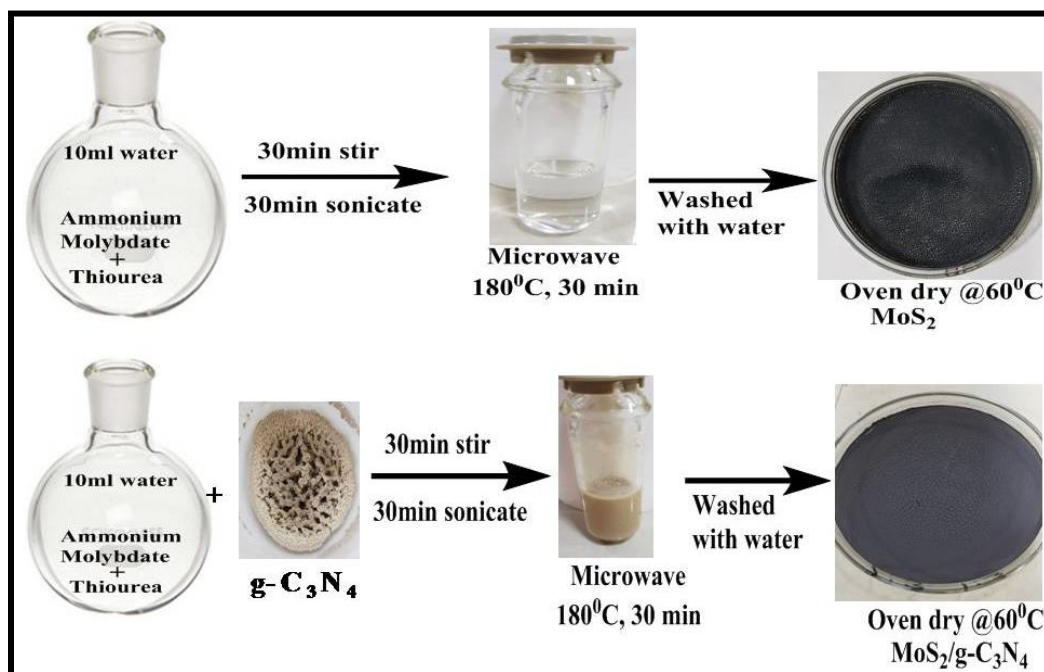 10ml water
Ammonium
Molybdate
+
Thiourea
30min stir
30min sonicate
Microwave
180⁰C, 30 min
Washed
with water
Oven dry @60⁰C
MoS₂
10ml water
Ammonium
Molybdate
+
Thiourea
+
g-C₃N₄
30min stir
30min sonicate
Microwave
180⁰C, 30 min
Washed
with water
Oven dry @60⁰C
MoS₂/g-C₃N₄